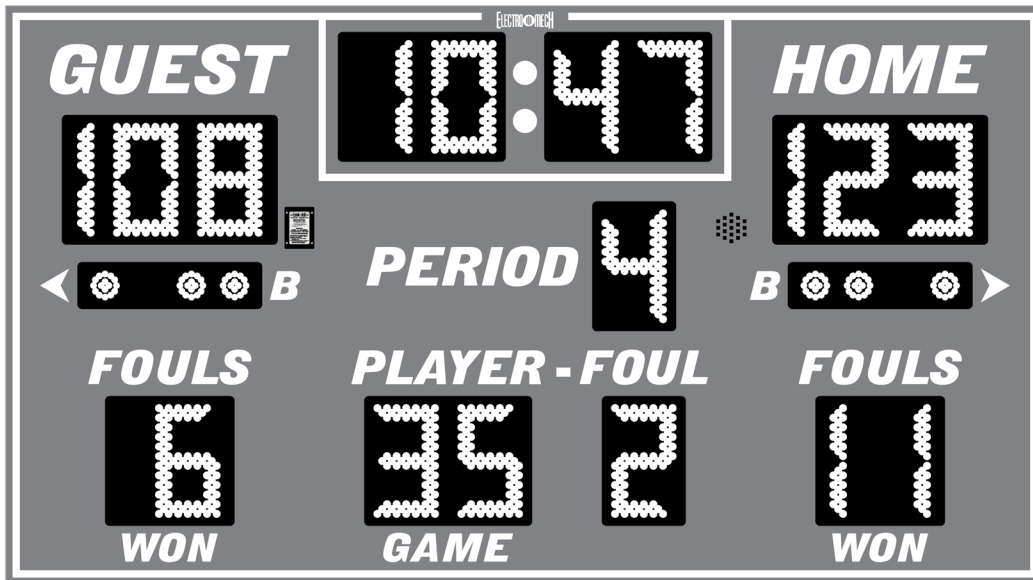 ELECTRO MECH
GUEST
10:47
HOME
108
123
PERIOD 4
B
B
FOULS
PLAYER - FOUL
FOULS
6
35
2
11
WON
GAME
WON